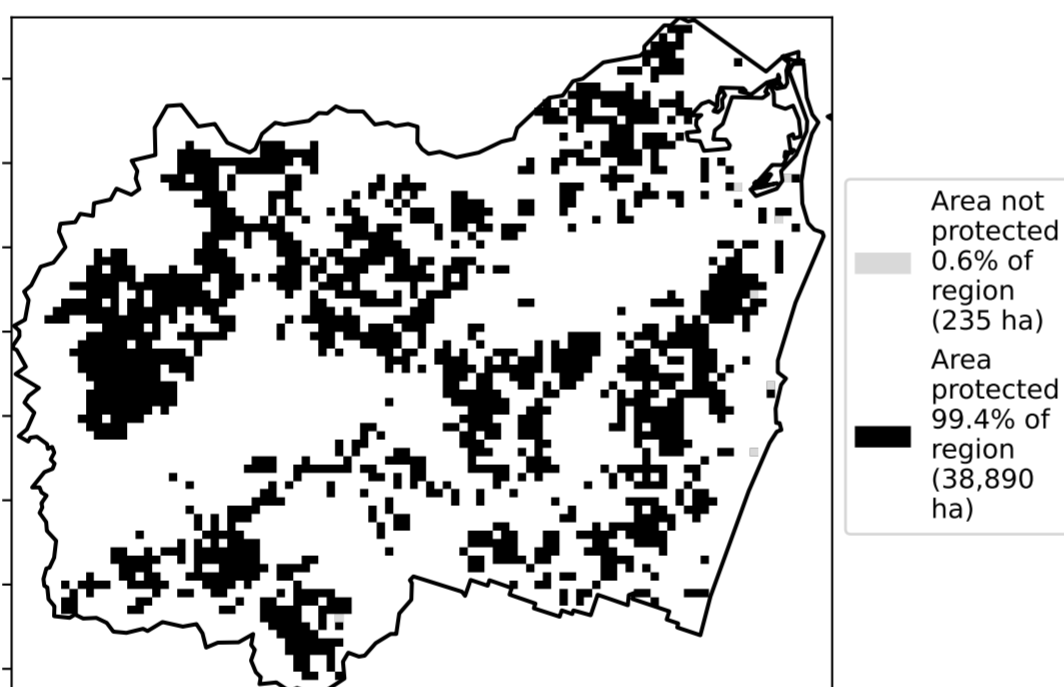 Area not
protected
0.6% of
region
(235 ha)
Area
protected
99.4% of
region
(38,890
ha)